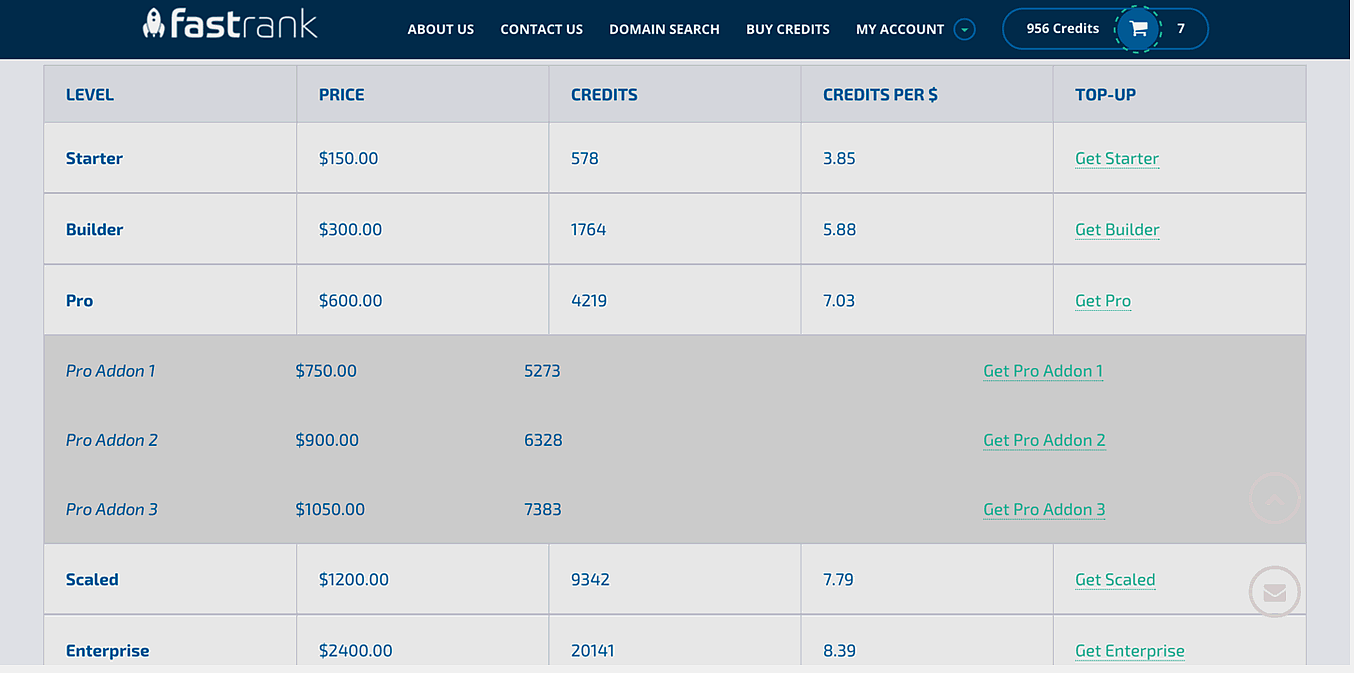 fastrank ABOUT US CONTACT US DOMAIN SEARCH BUY CREDITS MY ACCOUNT 956 Credits 7
LEVEL PRICE CREDITS CREDITS PER $ TOP-UP
Starter $150.00 578 3.85 Get Starter
Builder $300.00 1764 5.88 Get Builder
Pro $600.00 4219 7.03 Get Pro
Pro Addon 1 $750.00 5273 Get Pro Addon 1
Pro Addon 2 $900.00 6328 Get Pro Addon 2
Pro Addon 3 $1050.00 7383 Get Pro Addon 3
Scaled $1200.00 9342 7.79 Get Scaled
Enterprise $2400.00 20141 8.39 Get Enterprise